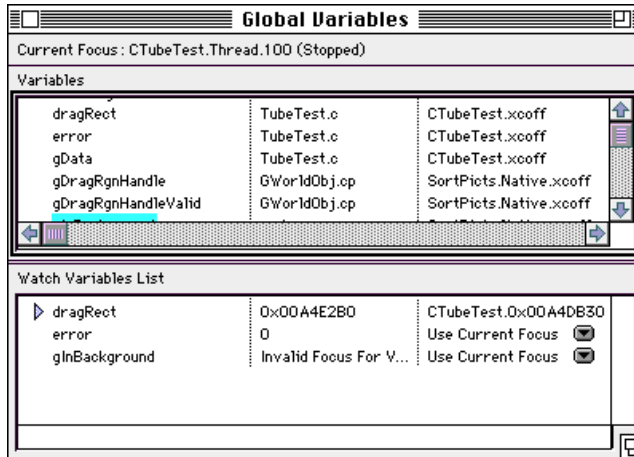 Global Variables
Current Focus: CTubeTest.Thread.100 (Stopped)
Variables
dragRect TubeTest.c CTubeTest.xcoff
error TubeTest.c CTubeTest.xcoff
gData TubeTest.c CTubeTest.xcoff
gDragRgnHandle GWorldObj.cp SortPicts.Native.xcoff
gDragRgnHandleValid GWorldObj.cp SortPicts.Native.xcoff
Watch Variables List
dragRect 0x00A4E2B0 CTubeTest.0x00A4DB30
error 0 Use Current Focus
gInBackground Invalid Focus For V... Use Current Focus